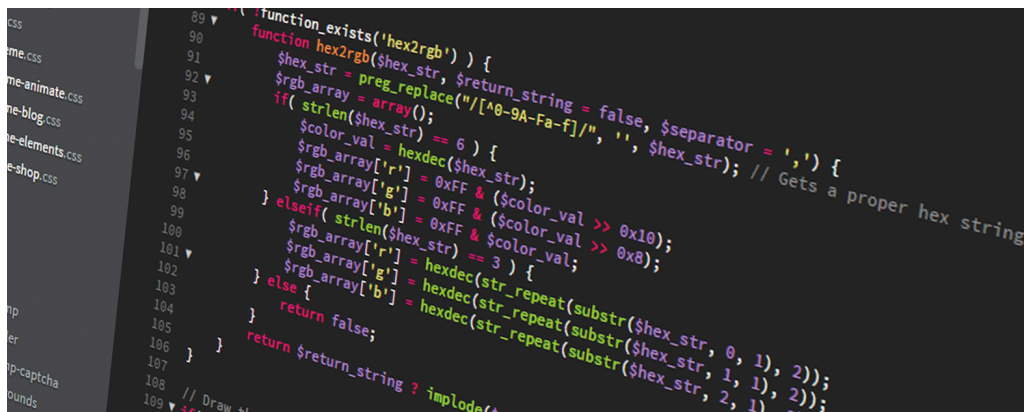 .css
eme.css
me-animate.css
me-blog.css
e-elements.css
e-shop.css
mp
ler
np-captcha
ounds
89 if( !function_exists('hex2rgb') ) {
90 function hex2rgb($hex_str, $return_string = false, $separator = ',') {
91 $hex_str = preg_replace("/[^0-9A-Fa-f]/", '', $hex_str); // Gets a proper hex string
92 $rgb_array = array();
93 if( strlen($hex_str) == 6 ) {
94 $color_val = hexdec($hex_str);
95 $rgb_array['r'] = 0xFF & ($color_val >> 0x10);
96 $rgb_array['g'] = 0xFF & ($color_val >> 0x8);
97 $rgb_array['b'] = 0xFF & $color_val;
98 } elseif( strlen($hex_str) == 3 ) {
99 $rgb_array['r'] = hexdec(str_repeat(substr($hex_str, 0, 1), 2));
100 $rgb_array['g'] = hexdec(str_repeat(substr($hex_str, 1, 1), 2));
101 $rgb_array['b'] = hexdec(str_repeat(substr($hex_str, 2, 1), 2
102 } else {
103 return false;
104 }
105 return $return_string ? implode($
106 }
107 }
108
109 // Draw th